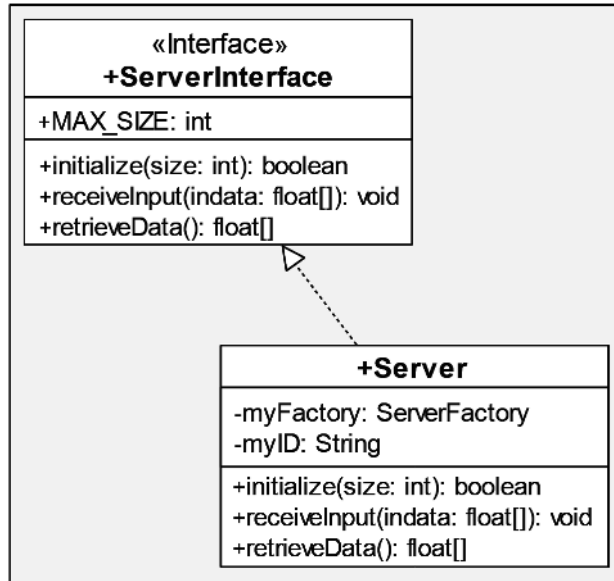 «Interface»
+ServerInterface
+MAX_SIZE: int
+initialize(size: int): boolean
+receiveInput(indata: float[]): void
+retrieveData(): float[]
+Server
-myFactory: ServerFactory
-myID: String
+initialize(size: int): boolean
+receiveInput(indata: float[]): void
+retrieveData(): float[]